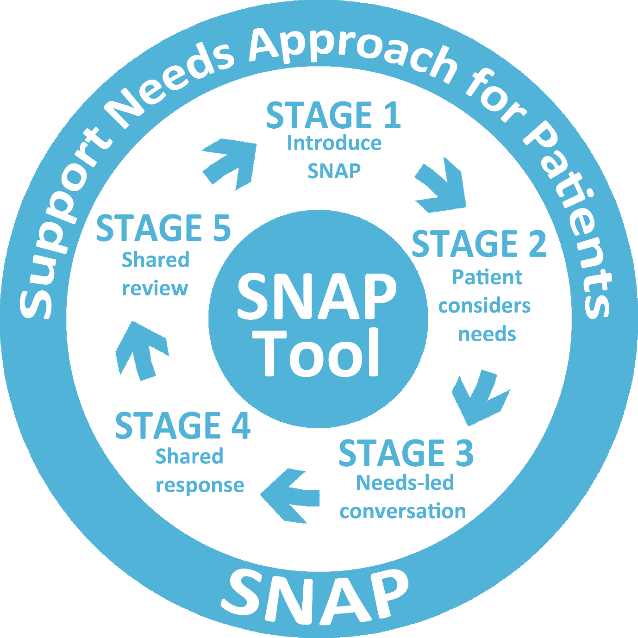 Support Needs Approach for Patients
STAGE 1
Introduce
SNAP
STAGE 2
Patient
considers
needs
STAGE 3
Needs-led
conversation
STAGE 4
Shared
response
STAGE 5
Shared
review
SNAP
Tool
SNAP